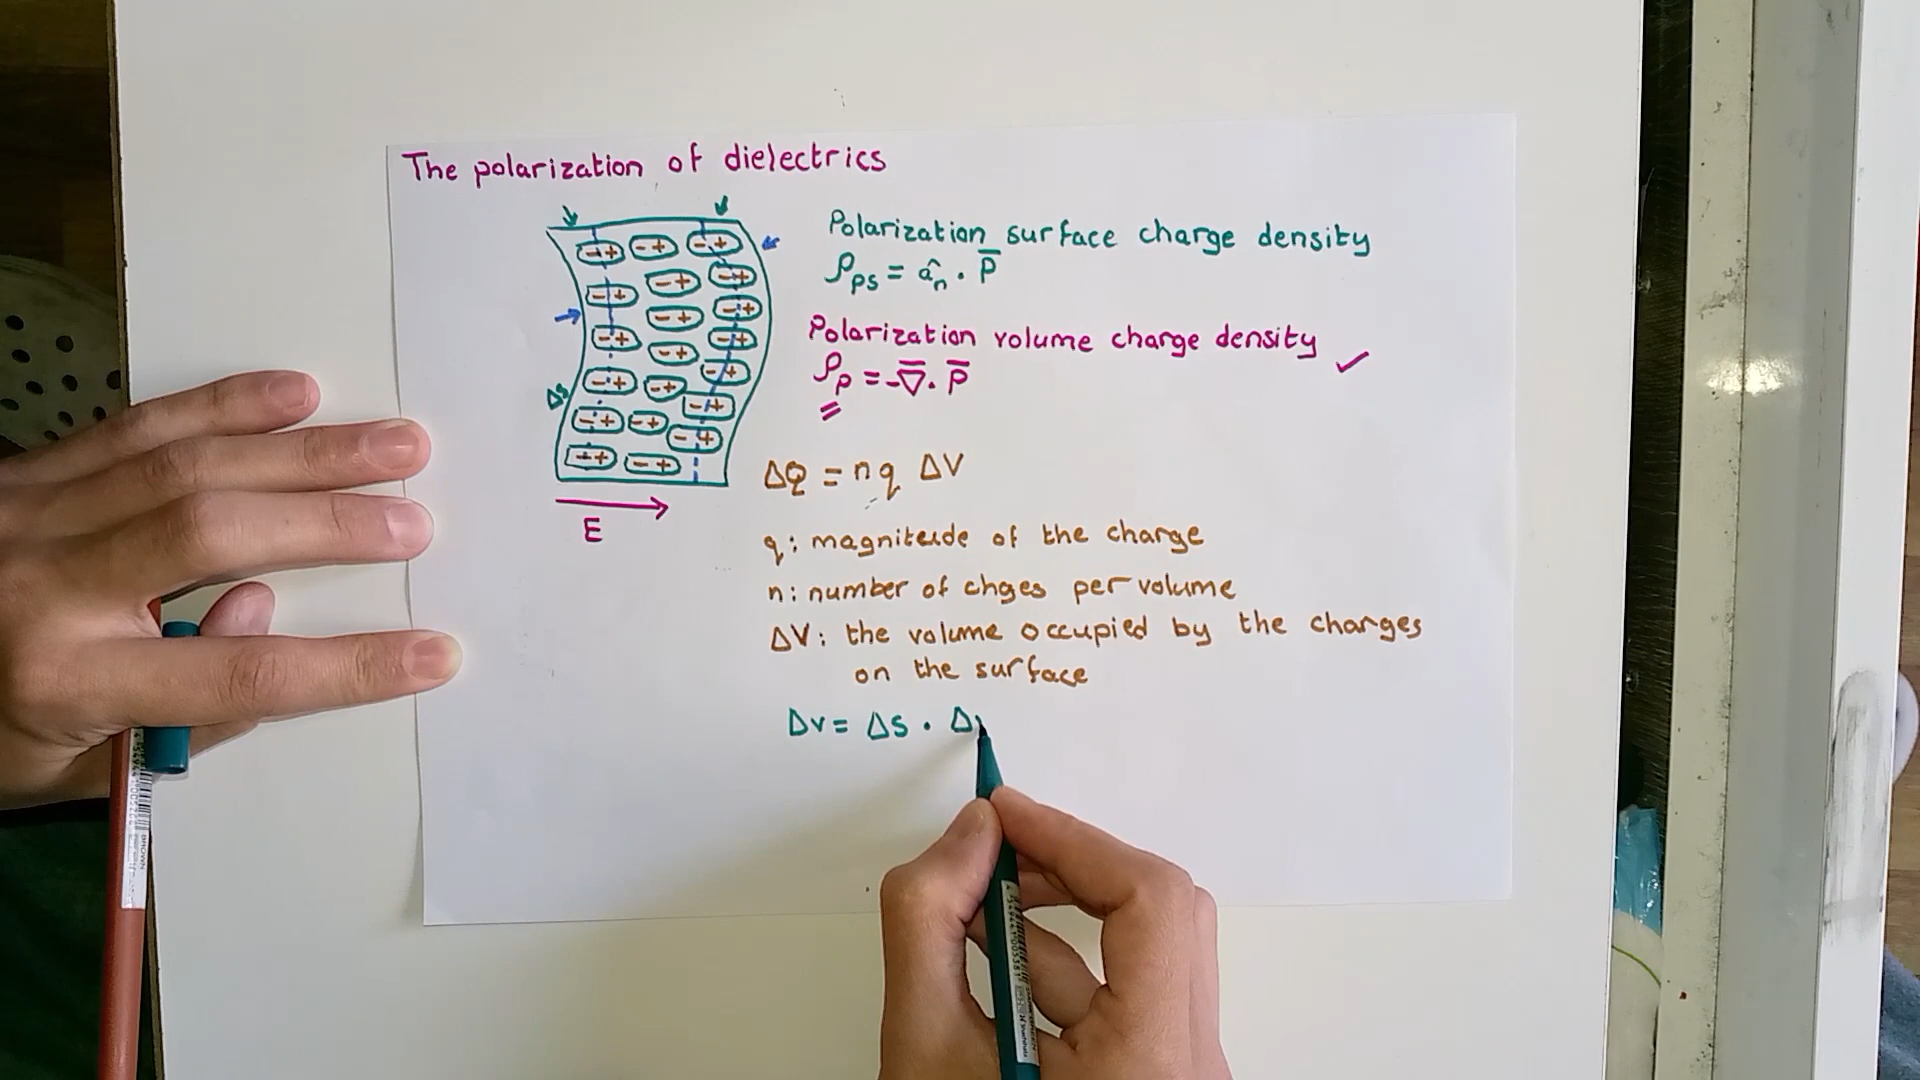 The polarization of dielectrics
Polarization surface charge density
ρps = âₙ · P̅
Polarization volume charge density ✓
ρp = -∇̅ · P̅
Δs
E
ΔQ = nq ΔV
q: magnitude of the charge
n: number of chges per volume
ΔV: the volume occupied by the charges
on the surface
Δv = Δs · Δ